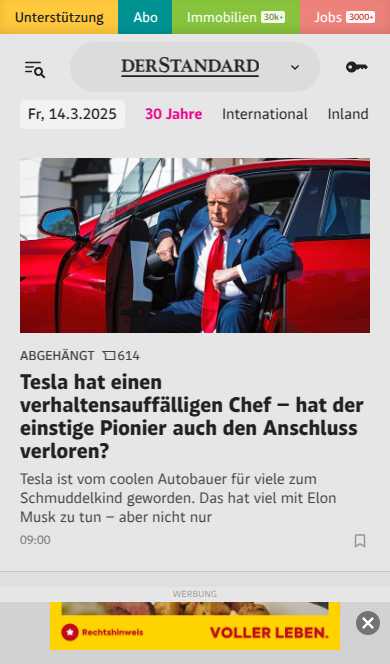 Unterstützung Abo Immobilien 30k+ Jobs 3000+
DERSTANDARD
Fr, 14.3.2025 30 Jahre International Inland
ABGEHÄNGT 614
Tesla hat einen
verhaltensauffälligen Chef – hat der
einstige Pionier auch den Anschluss
verloren?
Tesla ist vom coolen Autobauer für viele zum
Schmuddelkind geworden. Das hat viel mit Elon
Musk zu tun – aber nicht nur
09:00
WERBUNG
Rechtshinweis VOLLER LEBEN.